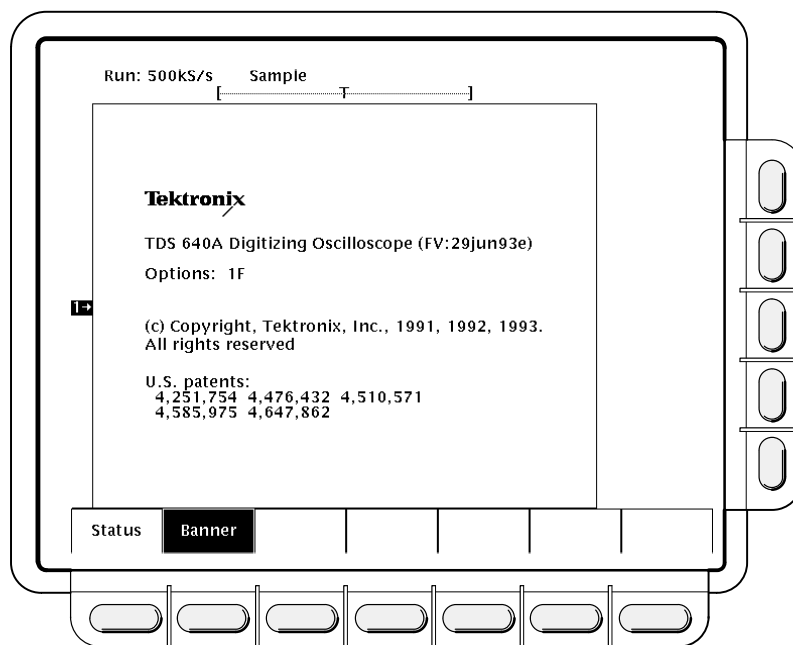 Run: 500kS/s Sample
[ T ]
Tektronix
TDS 640A Digitizing Oscilloscope (FV:29jun93e)
Options: 1F
1→
(c) Copyright, Tektronix, Inc., 1991, 1992, 1993.
All rights reserved
U.S. patents:
4,251,754 4,476,432 4,510,571
4,585,975 4,647,862
Status Banner